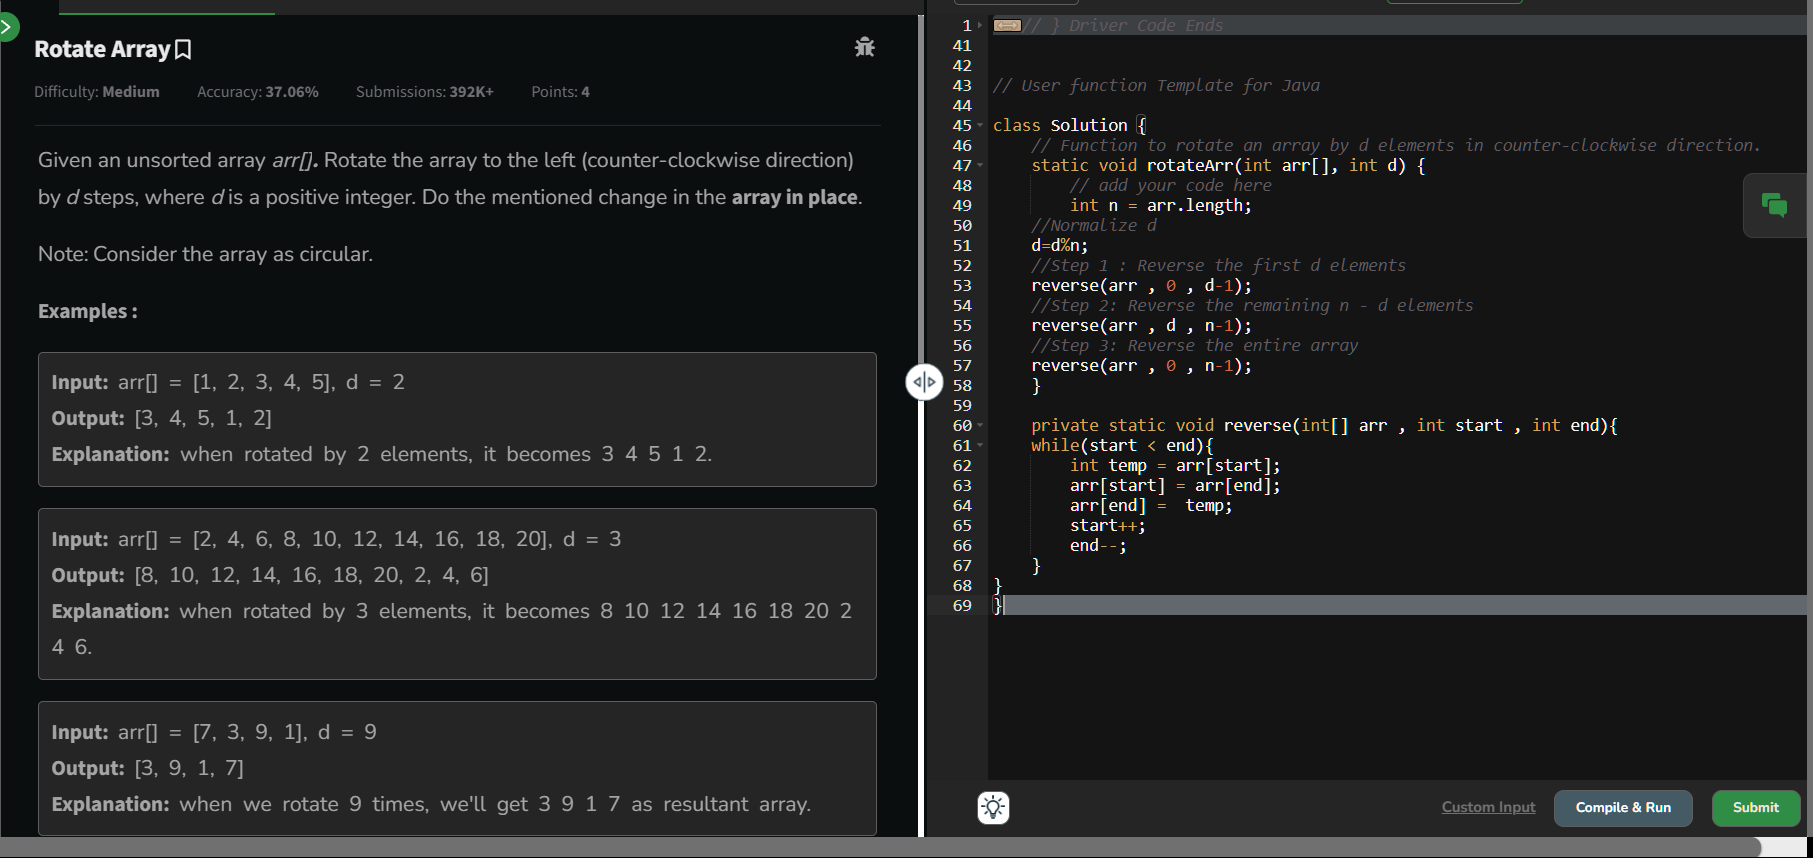 Rotate Array
Difficulty: Medium Accuracy: 37.06% Submissions: 392K+ Points: 4
Given an unsorted array arr[]. Rotate the array to the left (counter-clockwise direction)
by d steps, where d is a positive integer. Do the mentioned change in the array in place.
Note: Consider the array as circular.
Examples :
Input: arr[] = [1, 2, 3, 4, 5], d = 2
Output: [3, 4, 5, 1, 2]
Explanation: when rotated by 2 elements, it becomes 3 4 5 1 2.
Input: arr[] = [2, 4, 6, 8, 10, 12, 14, 16, 18, 20], d = 3
Output: [8, 10, 12, 14, 16, 18, 20, 2, 4, 6]
Explanation: when rotated by 3 elements, it becomes 8 10 12 14 16 18 20 2
4 6.
Input: arr[] = [7, 3, 9, 1], d = 9
Output: [3, 9, 1, 7]
Explanation: when we rotate 9 times, we'll get 3 9 1 7 as resultant array.
1 // } Driver Code Ends
41
42
43 // User function Template for Java
44
45 class Solution {
46 // Function to rotate an array by d elements in counter-clockwise direction.
47 static void rotateArr(int arr[], int d) {
48 // add your code here
49 int n = arr.length;
50 //Normalize d
51 d=d%n;
52 //Step 1 : Reverse the first d elements
53 reverse(arr , 0 , d-1);
54 //Step 2: Reverse the remaining n - d elements
55 reverse(arr , d , n-1);
56 //Step 3: Reverse the entire array
57 reverse(arr , 0 , n-1);
58 }
59
60 private static void reverse(int[] arr , int start , int end){
61 while(start < end){
62 int temp = arr[start];
63 arr[start] = arr[end];
64 arr[end] = temp;
65 start++;
66 end--;
67 }
68 }
69 }
Custom Input Compile & Run Submit